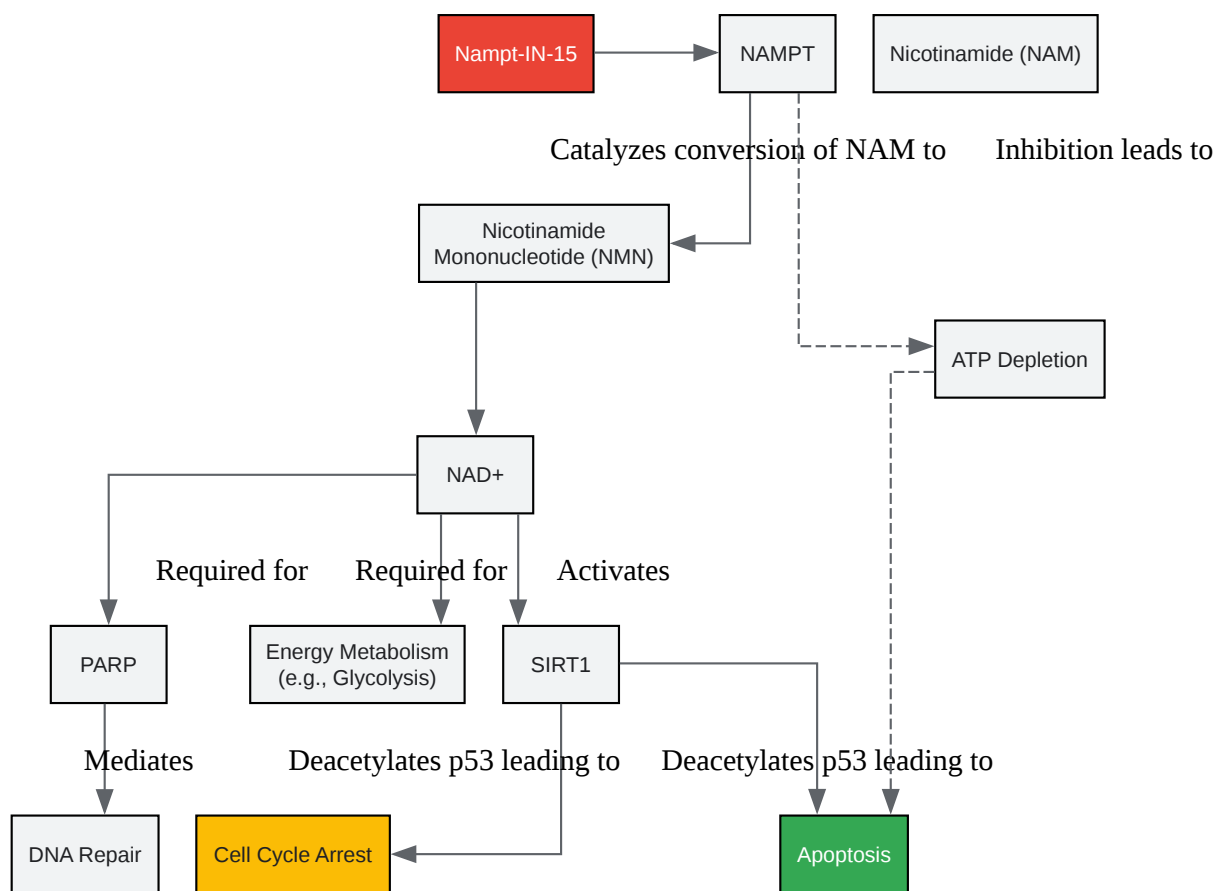 Nampt-IN-15
NAMPT
Nicotinamide (NAM)
Catalyzes conversion of NAM to
Inhibition leads to
Nicotinamide
Mononucleotide (NMN)
ATP Depletion
NAD+
Required for
Required for
Activates
PARP
Energy Metabolism
(e.g., Glycolysis)
SIRT1
Mediates
Deacetylates p53 leading to
Deacetylates p53 leading to
DNA Repair
Cell Cycle Arrest
Apoptosis